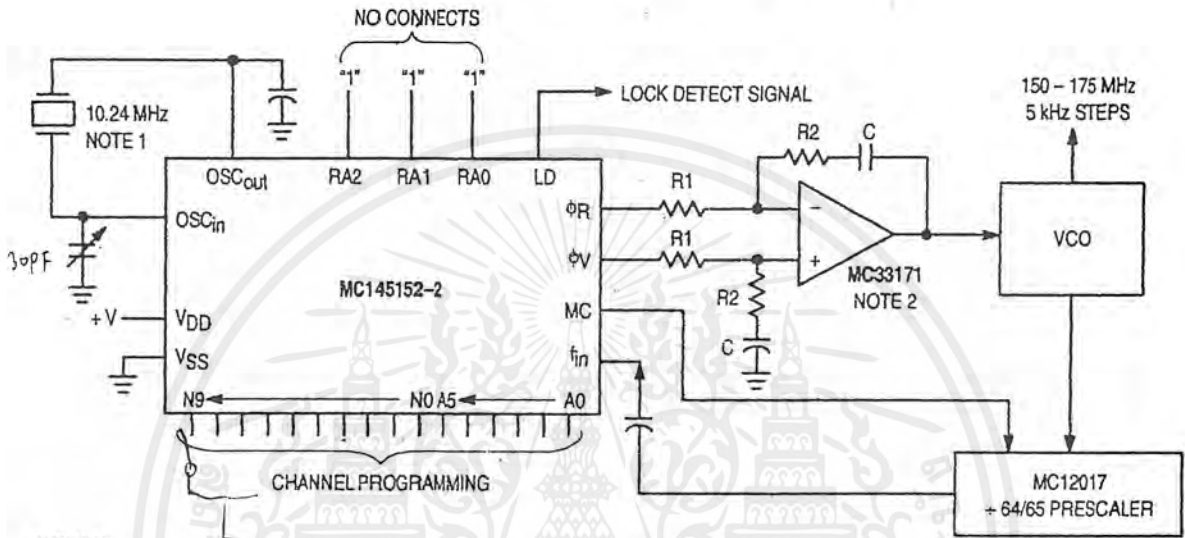 NO CONNECTS
"1" "1" "1"
10.24 MHz
NOTE 1
LOCK DETECT SIGNAL
150 – 175 MHz
5 kHz STEPS
OSCout RA2 RA1 RA0 LD
R2 C
OSCin
ϕR R1
VCO
30PF
ϕV R1
MC33171
NOTE 2
MC145152-2
R2
MC
+V VDD
C
VSS
fin
N9 N0 A5 A0
CHANNEL PROGRAMMING
MC12017
÷ 64/65 PRESCALER